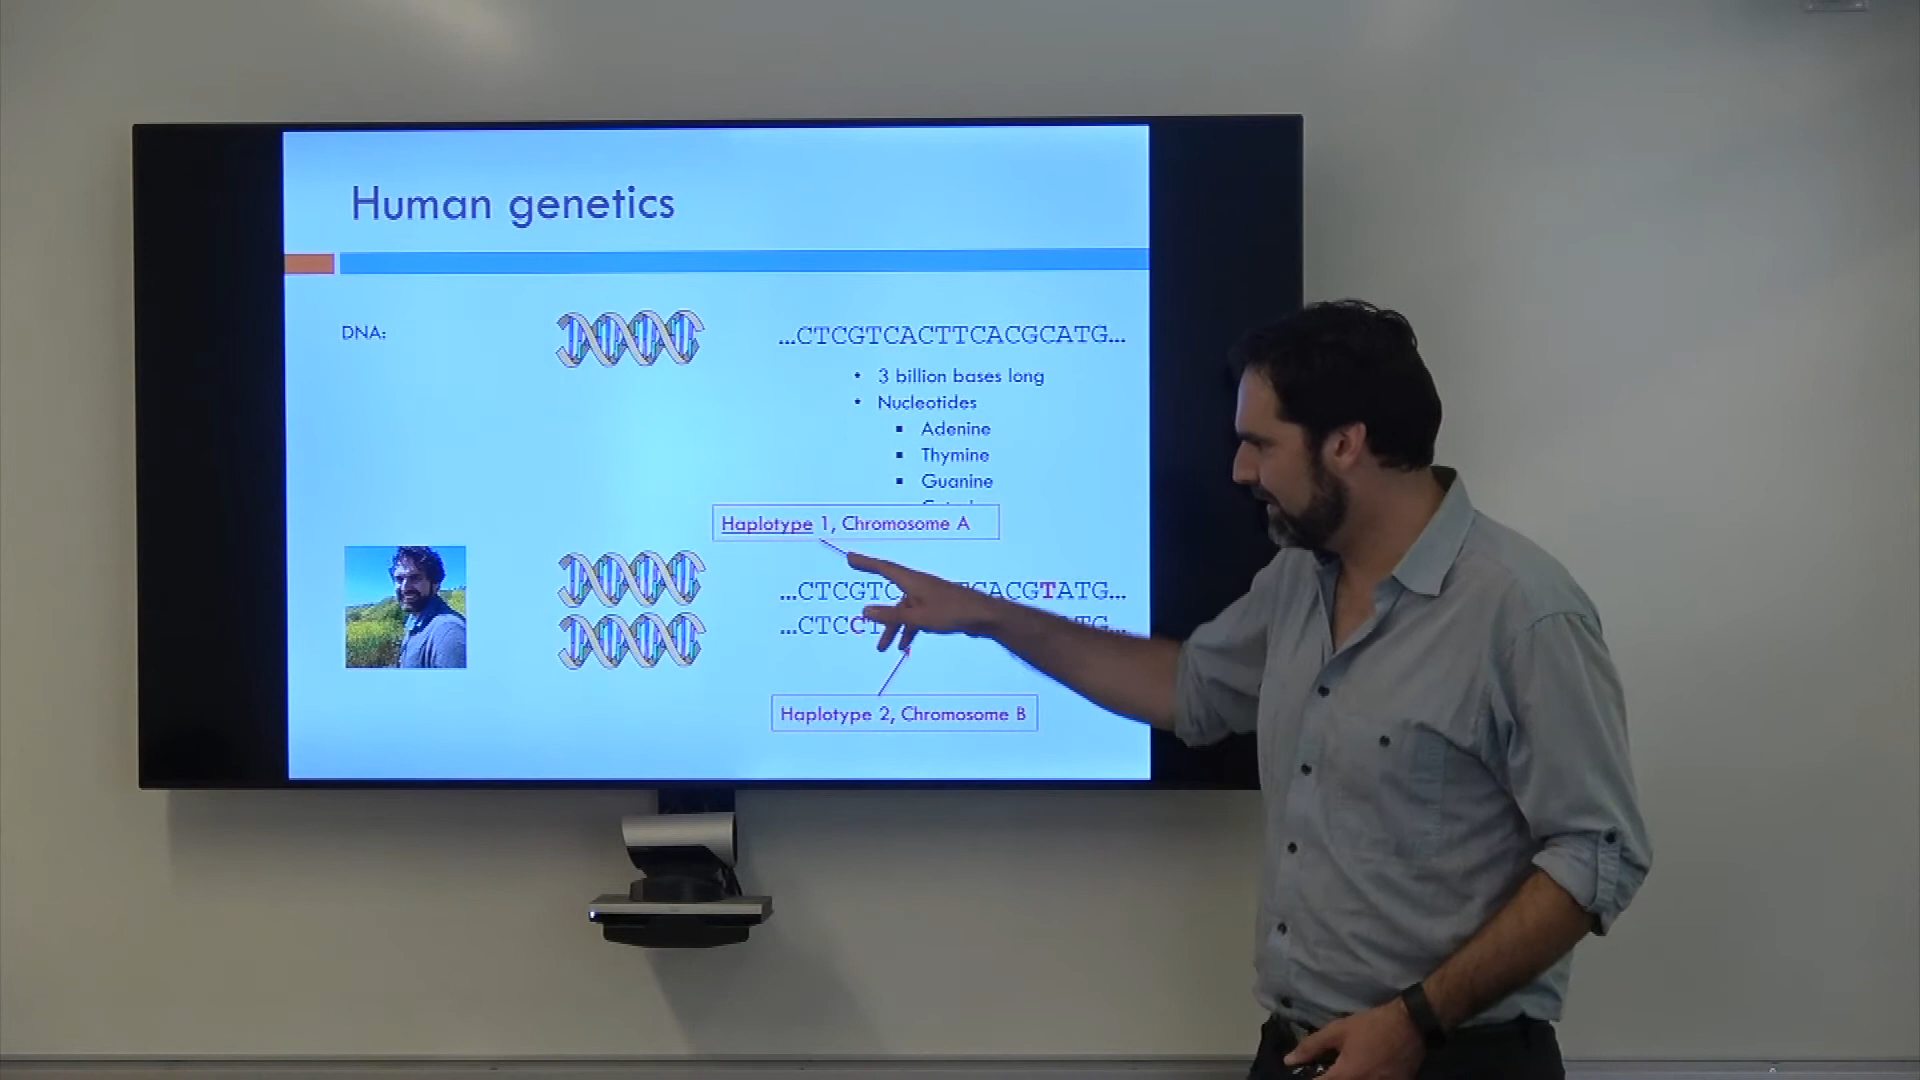 Human genetics
DNA:
...CTCGTCACTTCACGCATG...
• 3 billion bases long
• Nucleotides
▪ Adenine
▪ Thymine
▪ Guanine
Haplotype 1, Chromosome A
...CTCGTC CACGTATG...
...CTCCT TG...
Haplotype 2, Chromosome B